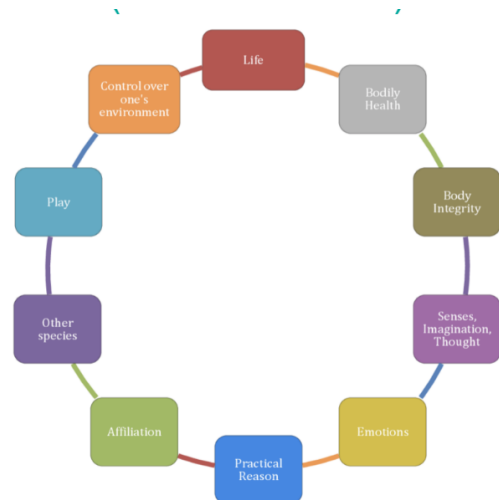 Life
Bodily
Health
Body
Integrity
Senses,
Imagination,
Thought
Emotions
Practical
Reason
Affiliation
Other
species
Play
Control over
one's
environment